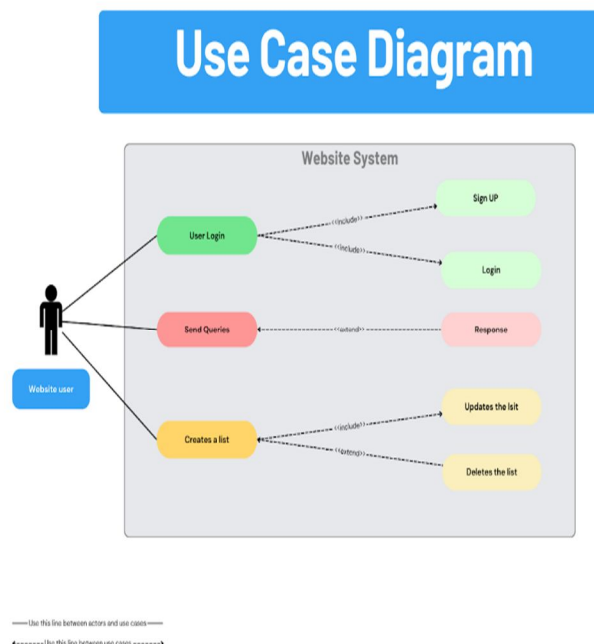 Use Case Diagram
Website System
Sign UP
<<include>>
User Login
<<include>>
Login
Send Queries
<<extend>>
Response
Website user
Updates the lsit
<<include>>
Creates a list
<<extend>>
Deletes the list
Use this line between actors and use cases
Use this line between use cases